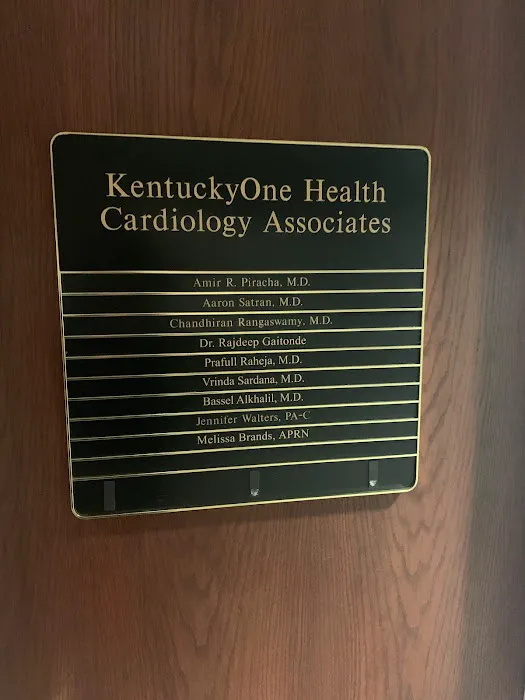 KentuckyOne Health
Cardiology Associates
Amir R. Piracha, M.D.
Aaron Satran, M.D.
Chandhiran Rangaswamy, M.D.
Dr. Rajdeep Gaitonde
Prafull Raheja, M.D.
Vrinda Sardana, M.D.
Bassel Alkhalil, M.D.
Jennifer Walters, PA-C
Melissa Brands, APRN